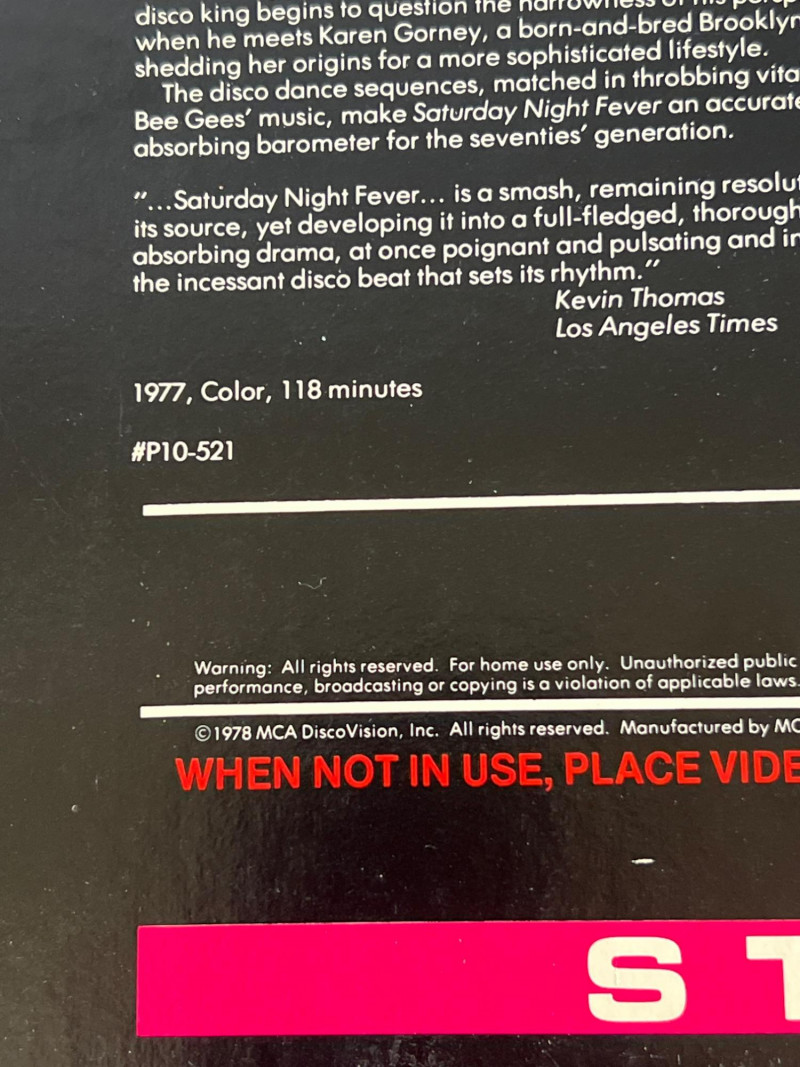 disco king begins to question the narrowness of his
when he meets Karen Gorney, a born-and-bred Brooklyn
shedding her origins for a more sophisticated lifestyle.
The disco dance sequences, matched in throbbing vita
Bee Gees’ music, make Saturday Night Fever an accurate
absorbing barometer for the seventies’ generation.
“...Saturday Night Fever... is a smash, remaining resolut
its source, yet developing it into a full-fledged, thorough
absorbing drama, at once poignant and pulsating and in
the incessant disco beat that sets its rhythm.”
Kevin Thomas
Los Angeles Times
1977, Color, 118 minutes
#P10-521
Warning: All rights reserved. For home use only. Unauthorized public
performance, broadcasting or copying is a violation of applicable laws.
©1978 MCA DiscoVision, Inc. All rights reserved. Manufactured by MC
WHEN NOT IN USE, PLACE VIDE
ST